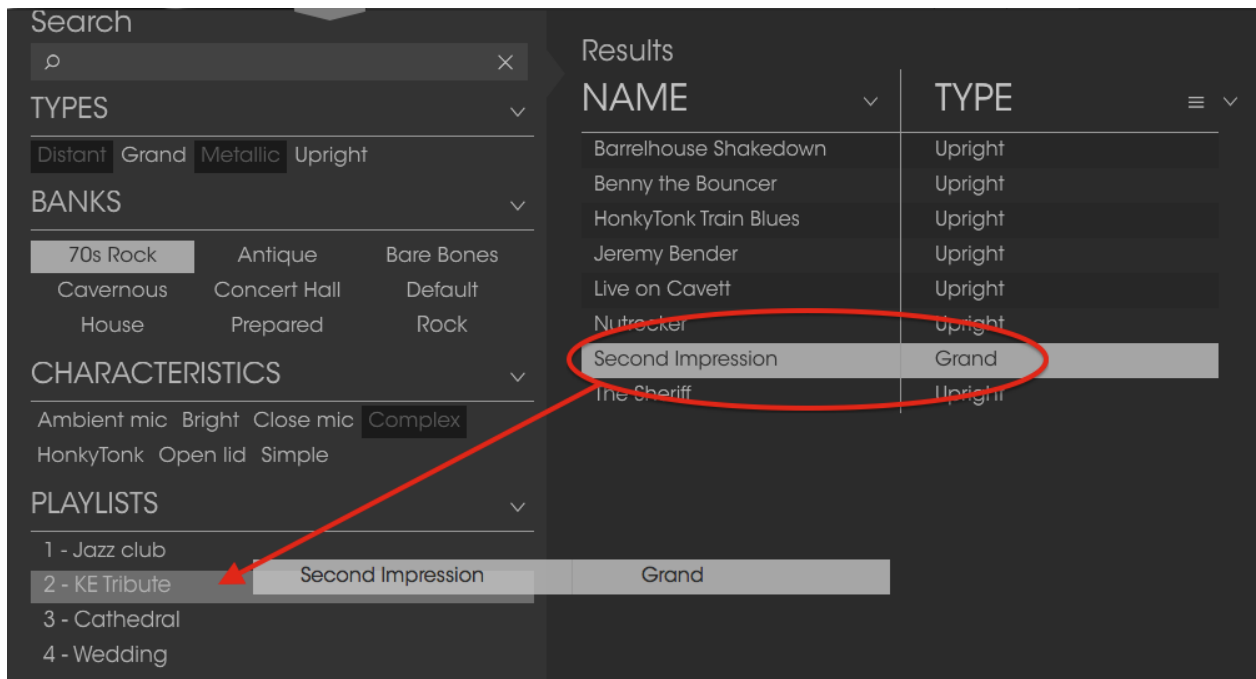 Search
TYPES
Distant Grand Metallic Upright
BANKS
70s Rock Antique Bare Bones
Cavernous Concert Hall Default
House Prepared Rock
CHARACTERISTICS
Ambient mic Bright Close mic Complex
HonkyTonk Open lid Simple
PLAYLISTS
1 - Jazz club
2 - KE Tribute
3 - Cathedral
4 - Wedding
Results
NAME TYPE
Barrelhouse Shakedown Upright
Benny the Bouncer Upright
HonkyTonk Train Blues Upright
Jeremy Bender Upright
Live on Cavett Upright
Nutrocker Upright
Second Impression Grand
The Sheriff Upright
Second Impression Grand